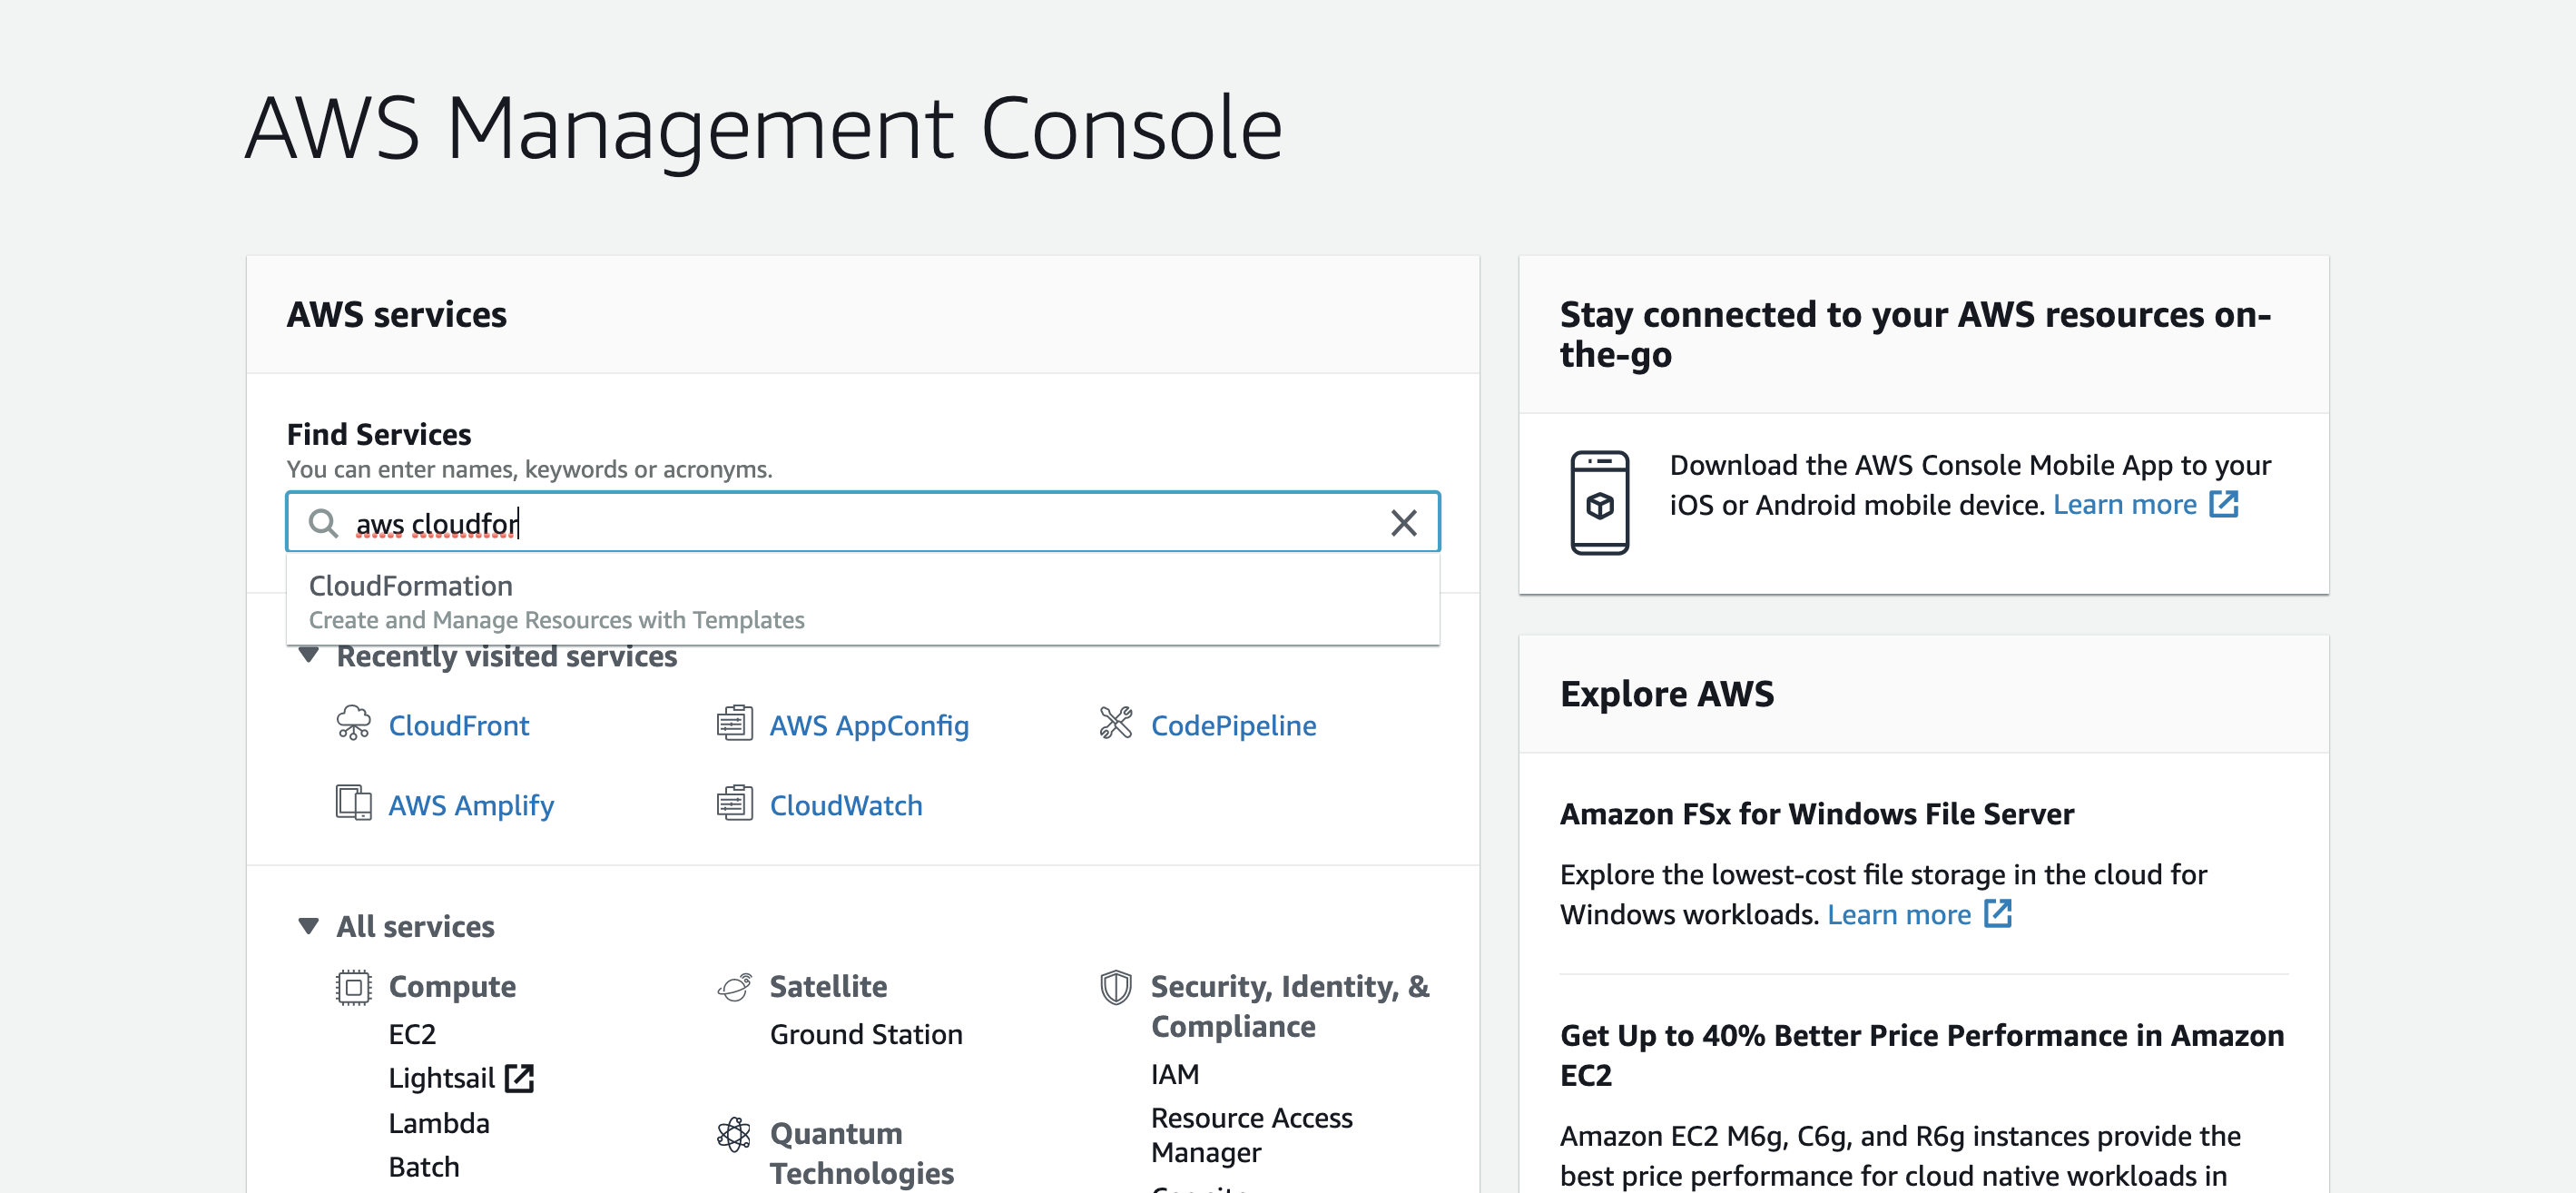 AWS Management Console
AWS services
Find Services
You can enter names, keywords or acronyms.
aws cloudfor
CloudFormation
Create and Manage Resources with Templates
Recently visited services
CloudFront
AWS AppConfig
CodePipeline
AWS Amplify
CloudWatch
All services
Compute
EC2
Lightsail
Lambda
Batch
Satellite
Ground Station
Quantum
Technologies
Security, Identity, &
Compliance
IAM
Resource Access
Manager
Stay connected to your AWS resources on-
the-go
Download the AWS Console Mobile App to your
iOS or Android mobile device. Learn more
Explore AWS
Amazon FSx for Windows File Server
Explore the lowest-cost file storage in the cloud for
Windows workloads. Learn more
Get Up to 40% Better Price Performance in Amazon
EC2
Amazon EC2 M6g, C6g, and R6g instances provide the
best price performance for cloud native workloads in